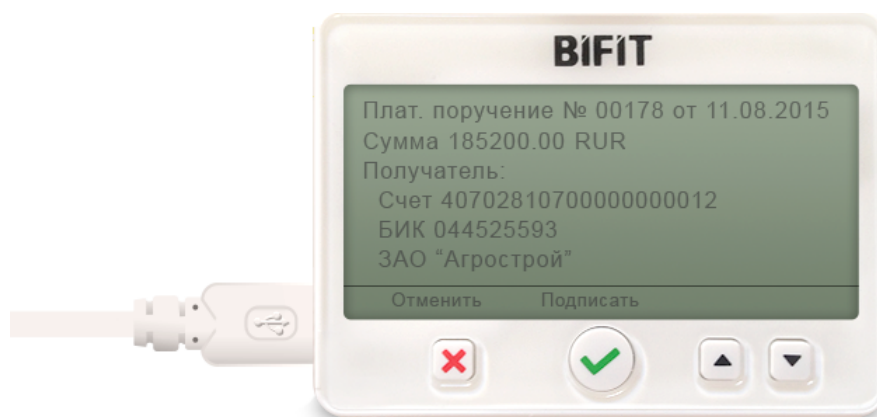 BIFIT
Плат. поручение № 00178 от 11.08.2015
Сумма 185200.00 RUR
Получатель:
Счет 40702810700000000012
БИК 044525593
ЗАО “Агрострой”
Отменить Подписать